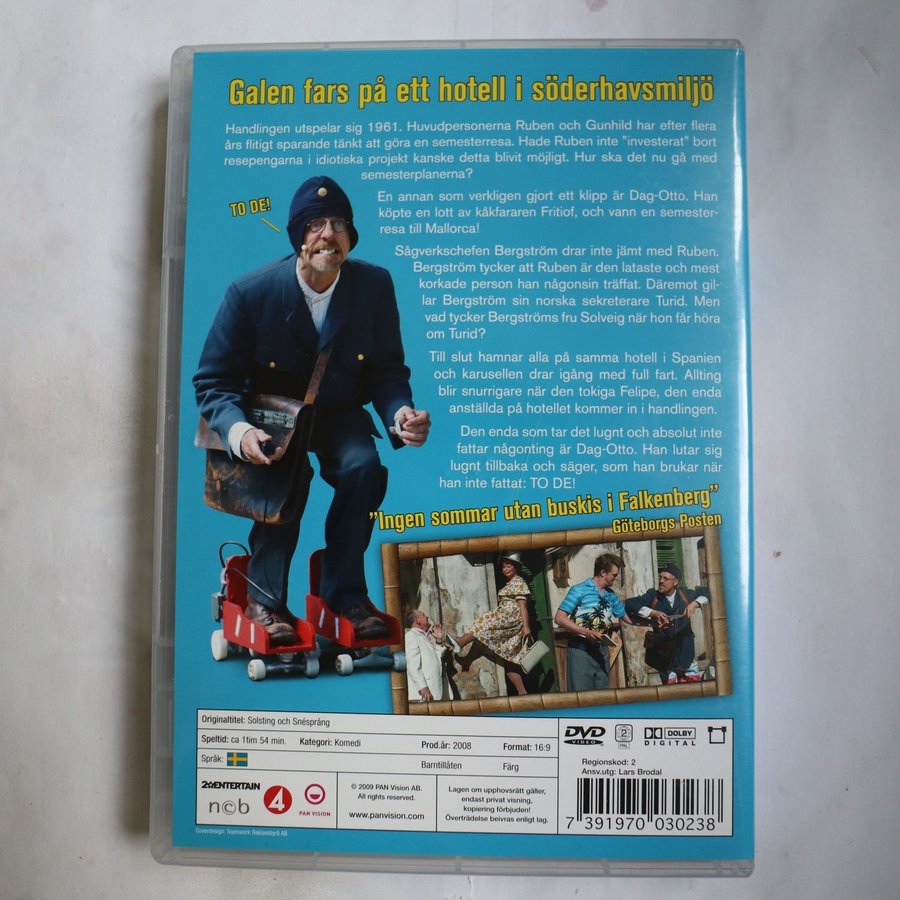 Galen fars på ett hotell i söderhavsmiljö
Handlingen utspelar sig 1961. Huvudpersonerna Ruben och Gunhild har efter flera
års flitigt sparande tänkt att göra en semesterresa. Hade Ruben inte "investerat" bort
resepengarna i idiotiska projekt kanske detta blivit möjligt. Hur ska det nu gå med
semesterplanerna?
TO DE!
En annan som verkligen gjort ett klipp är Dag-Otto. Han
köpte en lott av kåkfararen Fritiof, och vann en semester-
resa till Mallorca!
Sågverkschefen Bergström drar inte jämt med Ruben.
Bergström tycker att Ruben är den lataste och mest
korkade person han någonsin träffat. Däremot gil-
lar Bergström sin norska sekreterare Turid. Men
vad tycker Bergströms fru Solveig när hon får höra
om Turid?
Till slut hamnar alla på samma hotell i Spanien
och karusellen drar igång med full fart. Allting
blir snurrigare när den tokiga Felipe, den enda
anställda på hotellet kommer in i handlingen.
Den enda som tar det lugnt och absolut inte
fattar någonting är Dag-Otto. Han lutar sig
lugnt tillbaka och säger, som han brukar när
han inte fattat: TO DE!
"Ingen sommar utan buskis i Falkenberg"
Göteborgs Posten
Originaltitel: Solsting och Snésprång
Speltid: ca 1tim 54 min. Kategori: Komedi Prod.år: 2008 Format: 16:9
Språk: Barntillåten Färg
DVD VIDEO 2 PAL DOLBY DIGITAL
Regionskod: 2
Ansv.utg: Lars Brodal
2 ENTERTAIN
ncb 4 PAN VISION
© 2009 PAN Vision AB.
All rights reserved.
www.panvision.com
Lagen om upphovsrätt gäller,
endast privat visning,
kopiering förbjuden!
Överträdelse beivras enligt lag.
7 391970 030238
Coverdesign: Teamwork Reklambyrå AB